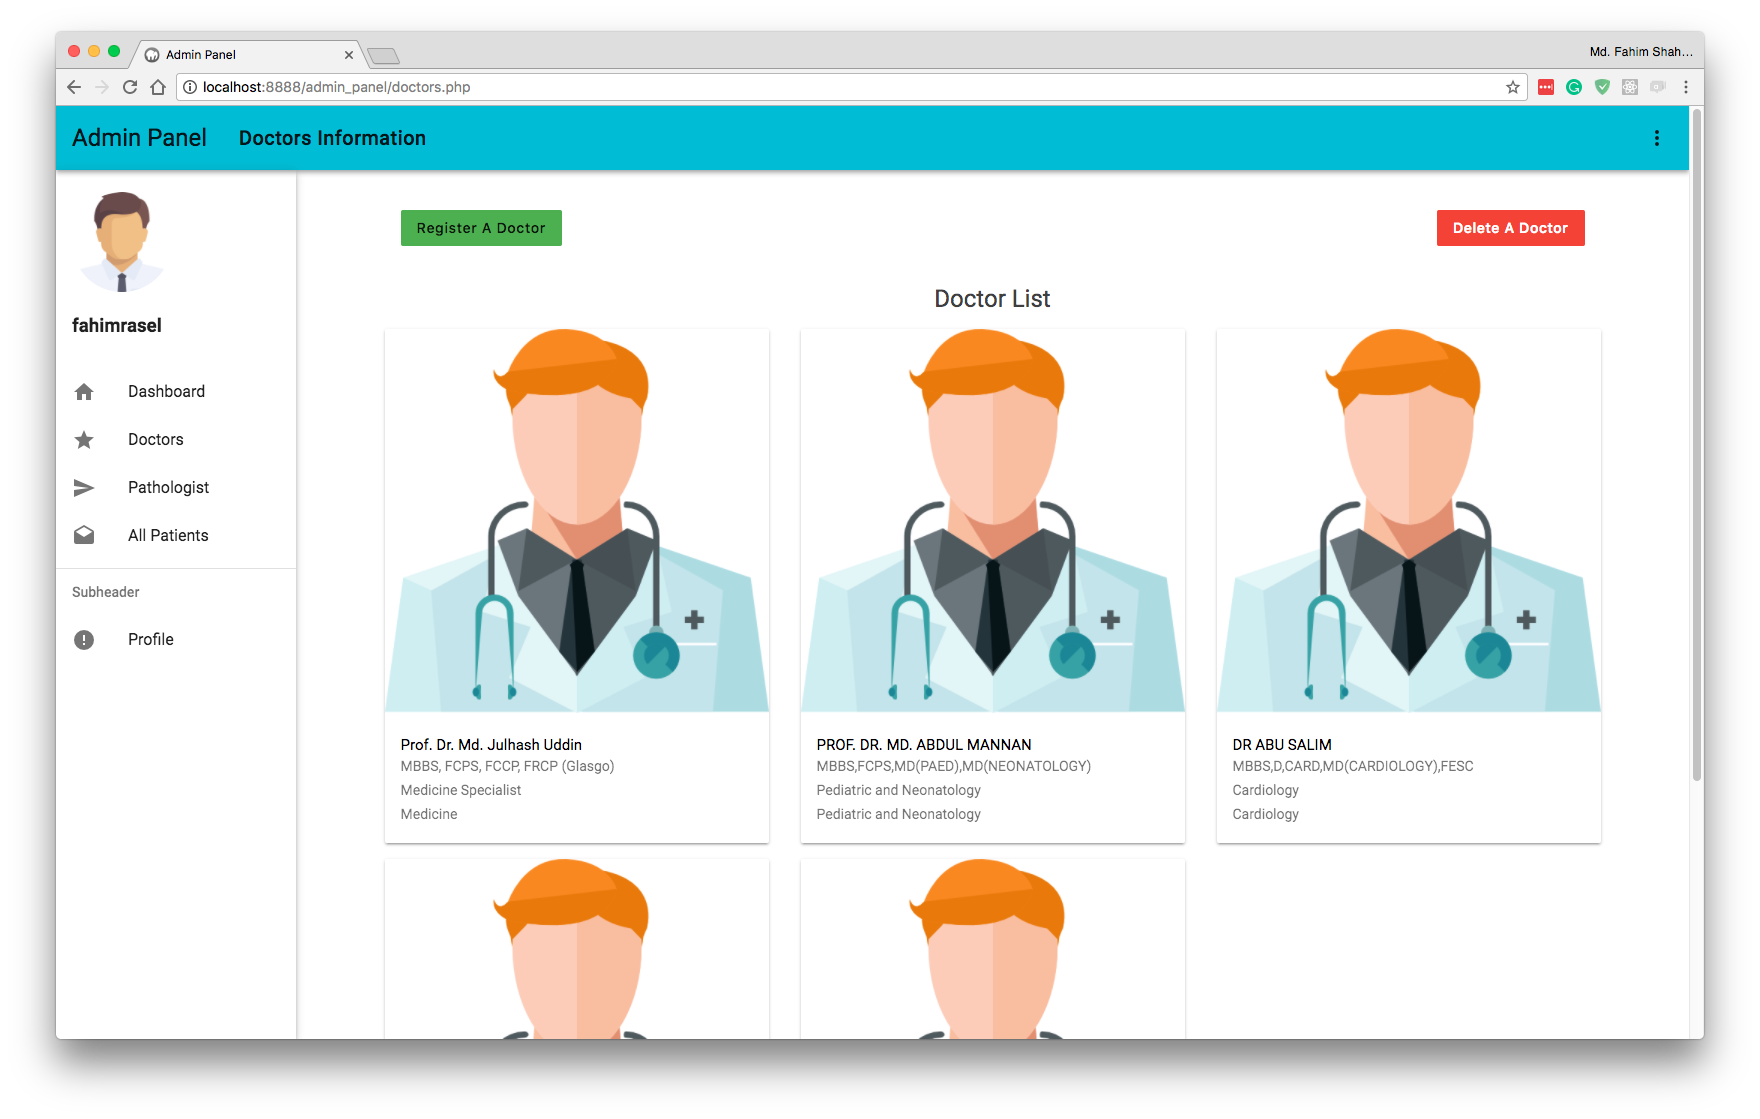 Admin Panel
Md. Fahim Shah...
localhost:8888/admin_panel/doctors.php
Admin Panel
Doctors Information
fahimrasel
Dashboard
Doctors
Pathologist
All Patients
Subheader
Profile
Register A Doctor
Delete A Doctor
Doctor List
Prof. Dr. Md. Julhash Uddin
MBBS, FCPS, FCCP, FRCP (Glasgo)
Medicine Specialist
Medicine
PROF. DR. MD. ABDUL MANNAN
MBBS,FCPS,MD(PAED),MD(NEONATOLOGY)
Pediatric and Neonatology
Pediatric and Neonatology
DR ABU SALIM
MBBS,D,CARD,MD(CARDIOLOGY),FESC
Cardiology
Cardiology